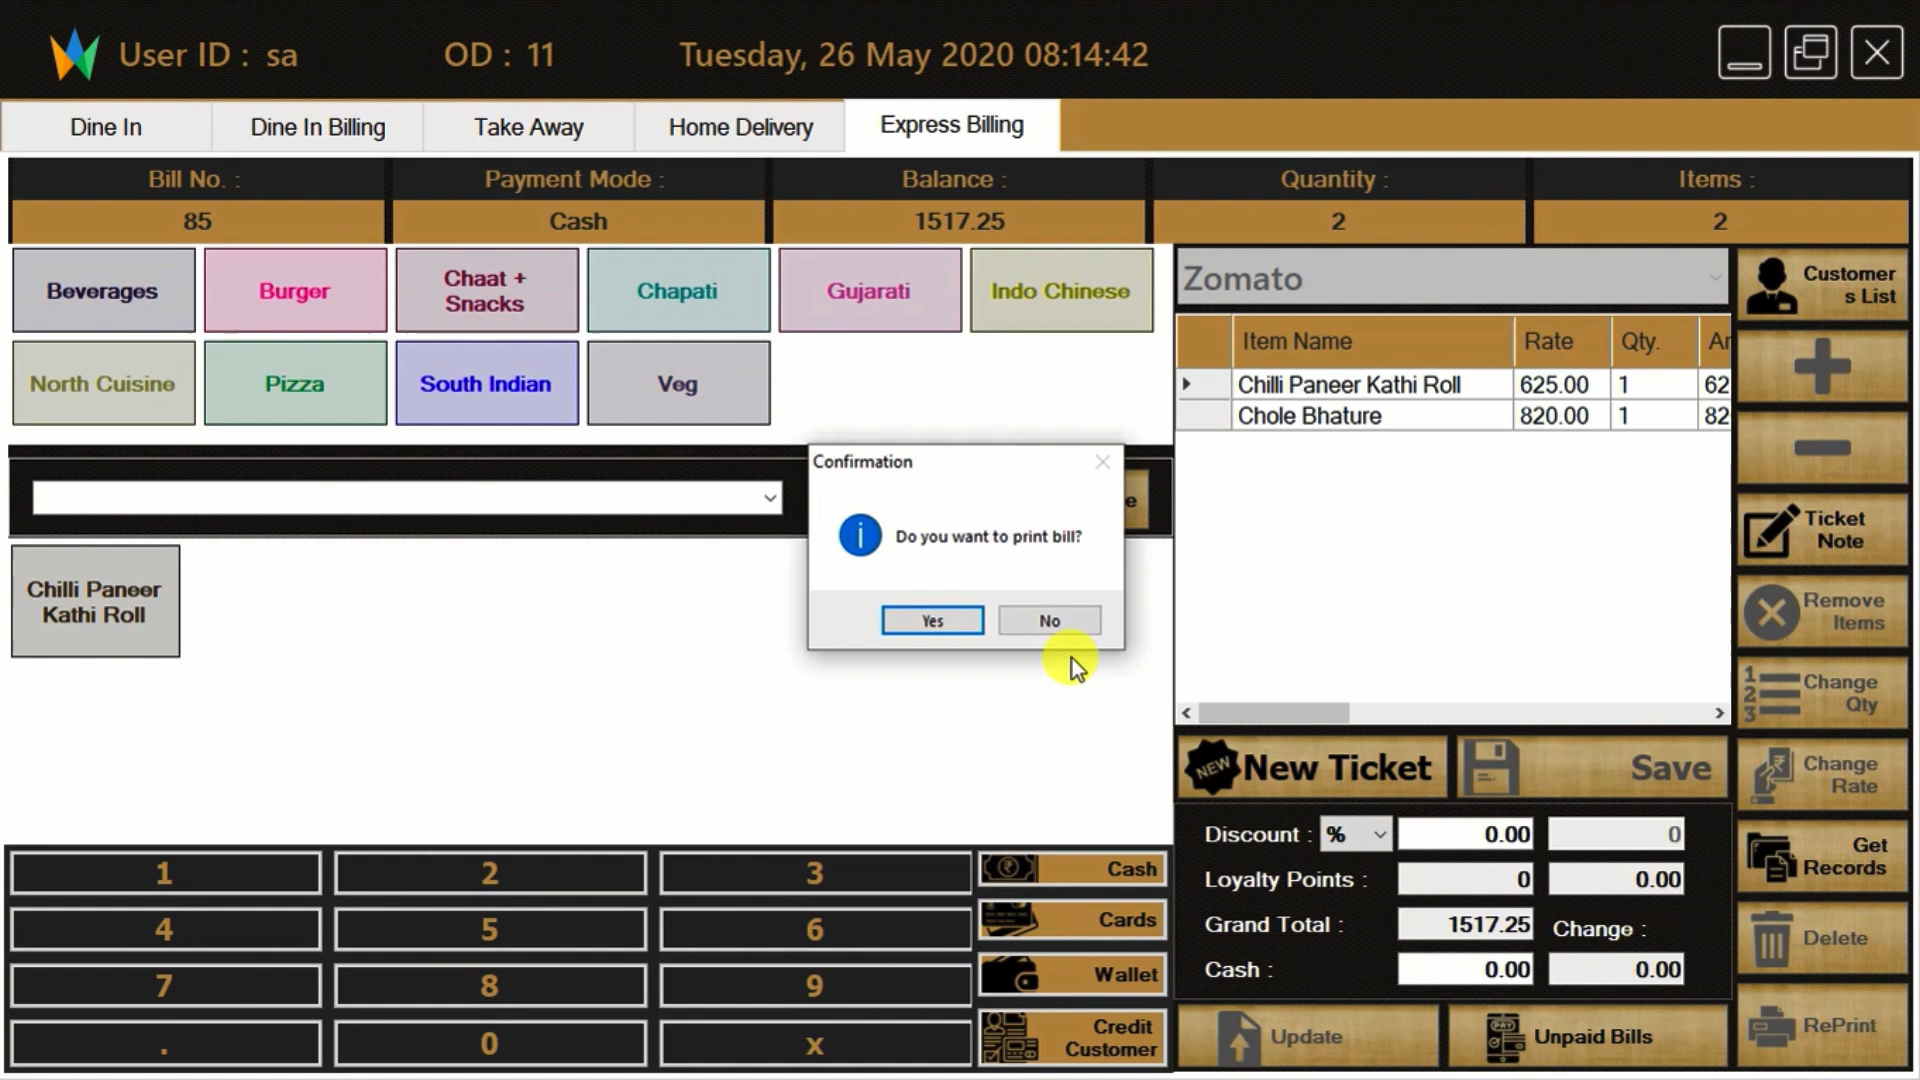 User ID : sa
OD : 11
Tuesday, 26 May 2020 08:14:42
Dine In
Dine In Billing
Take Away
Home Delivery
Express Billing
Bill No. :
Payment Mode :
Balance :
Quantity :
Items :
85
Cash
1517.25
2
2
Beverages
Burger
Chaat +
Snacks
Chapati
Gujarati
Indo Chinese
North Cuisine
Pizza
South Indian
Veg
e
Chilli Paneer
Kathi Roll
Confirmation
Do you want to print bill?
Yes
No
Zomato
Item Name
Rate
Qty.
Chilli Paneer Kathi Roll
625.00
1
62
Chole Bhature
820.00
1
82
Customer
s List
Ticket
Note
Remove
Items
1
2
3
Change
Qty
Change
Rate
Get
Records
Delete
RePrint
NEW
New Ticket
Save
Discount :
%
0.00
0
Loyalty Points :
0
0.00
Grand Total :
1517.25
Change :
Cash :
0.00
0.00
Update
PAY
Unpaid Bills
1
2
3
4
5
6
7
8
9
.
0
x
Cash
Cards
Wallet
Credit
Customer